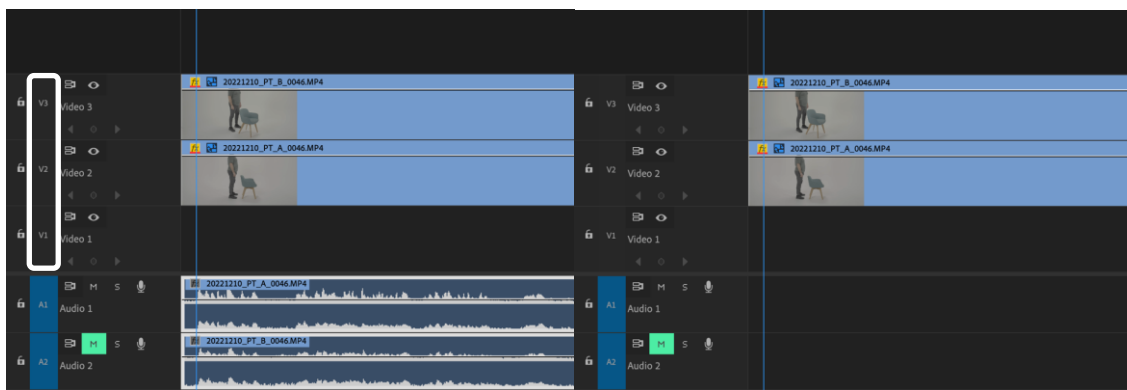 20221210_PT_B_0046.MP4
V3 Video 3
20221210_PT_A_0046.MP4
V2 Video 2
V1 Video 1
M S
20221210_PT_A_0046.MP4
A1 Audio 1
M S
20221210_PT_B_0046.MP4
A2 Audio 2
fx 20221210_PT_B_0046.MP4
V3 Video 3
fx 20221210_PT_A_0046.MP4
V2 Video 2
V1 Video 1
M S
A1 Audio 1
M S
A2 Audio 2